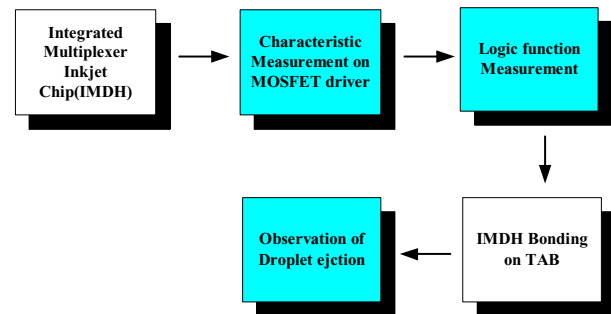 Integrated
Multiplexer
Inkjet
Chip(IMDH)
Characteristic
Measurement on
MOSFET driver
Logic function
Measurement
IMDH Bonding
on TAB
Observation of
Droplet ejction